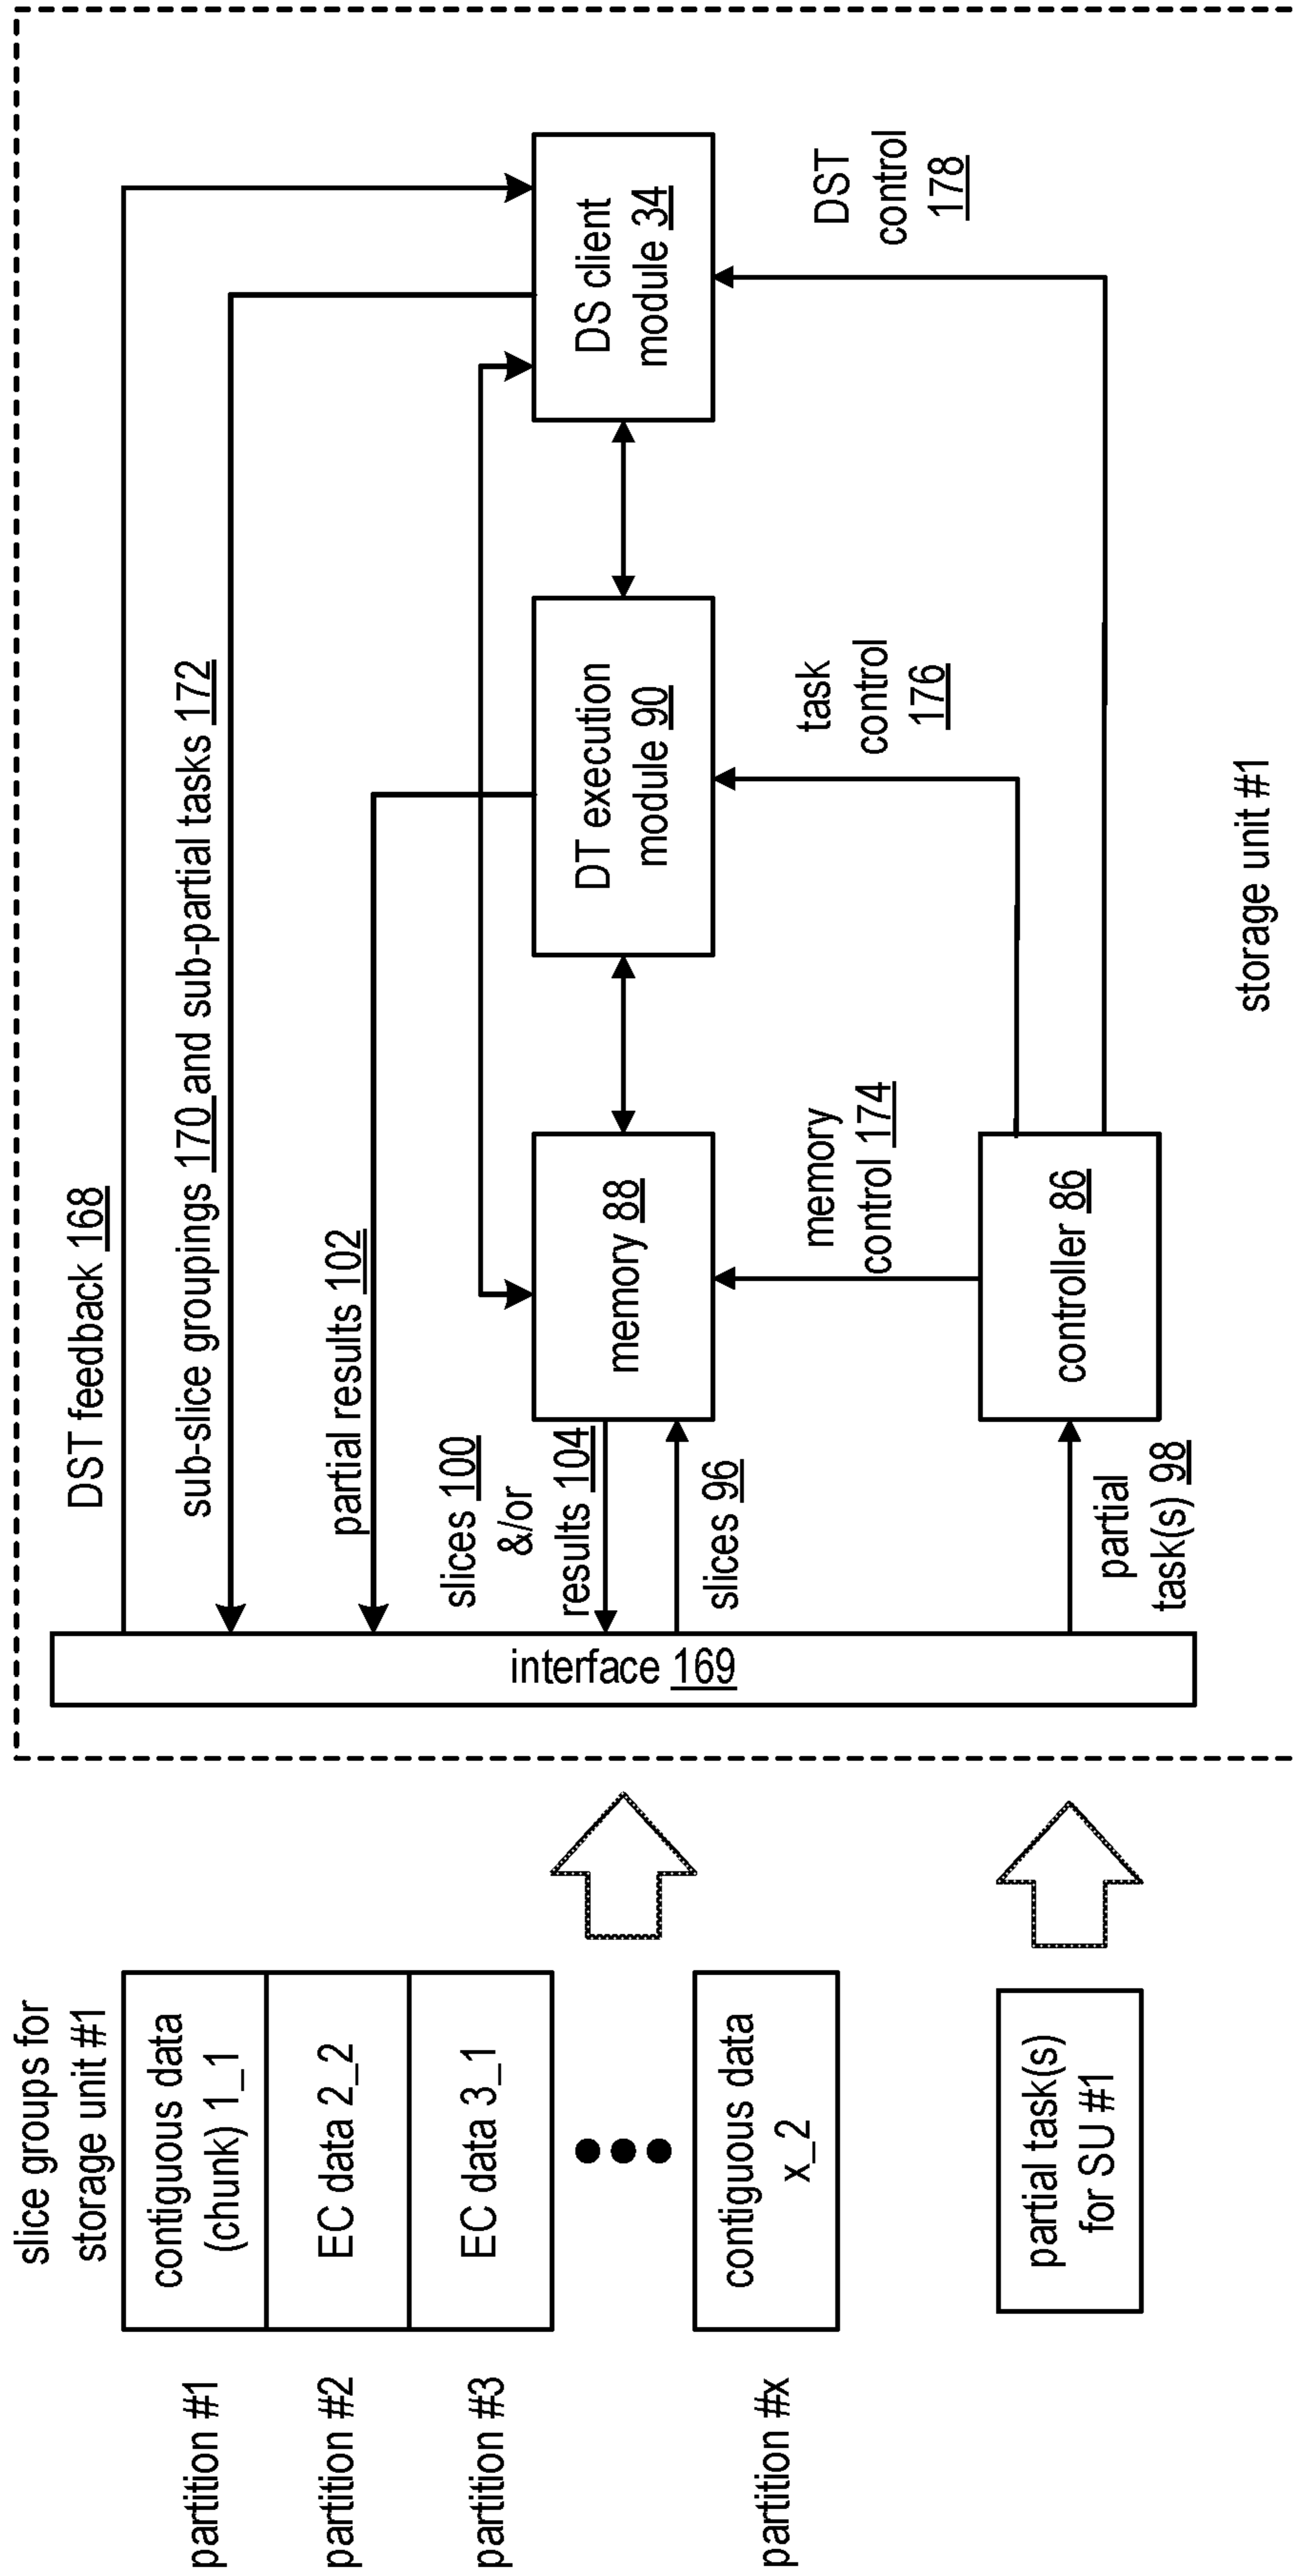 slice groups for
storage unit #1
partition #1
contiguous data
(chunk) 1_1
partition #2
EC data 2_2
partition #3
EC data 3_1
partition #x
contiguous data
x_2
partial task(s)
for SU #1
interface 169
DST feedback 168
sub-slice groupings 170 and sub-partial tasks 172
partial results 102
slices 100
&/or
results 104
slices 96
partial
task(s) 98
memory 88
DT execution
module 90
DS client
module 34
memory
control 174
task
control
176
DST
control
178
controller 86
storage unit #1